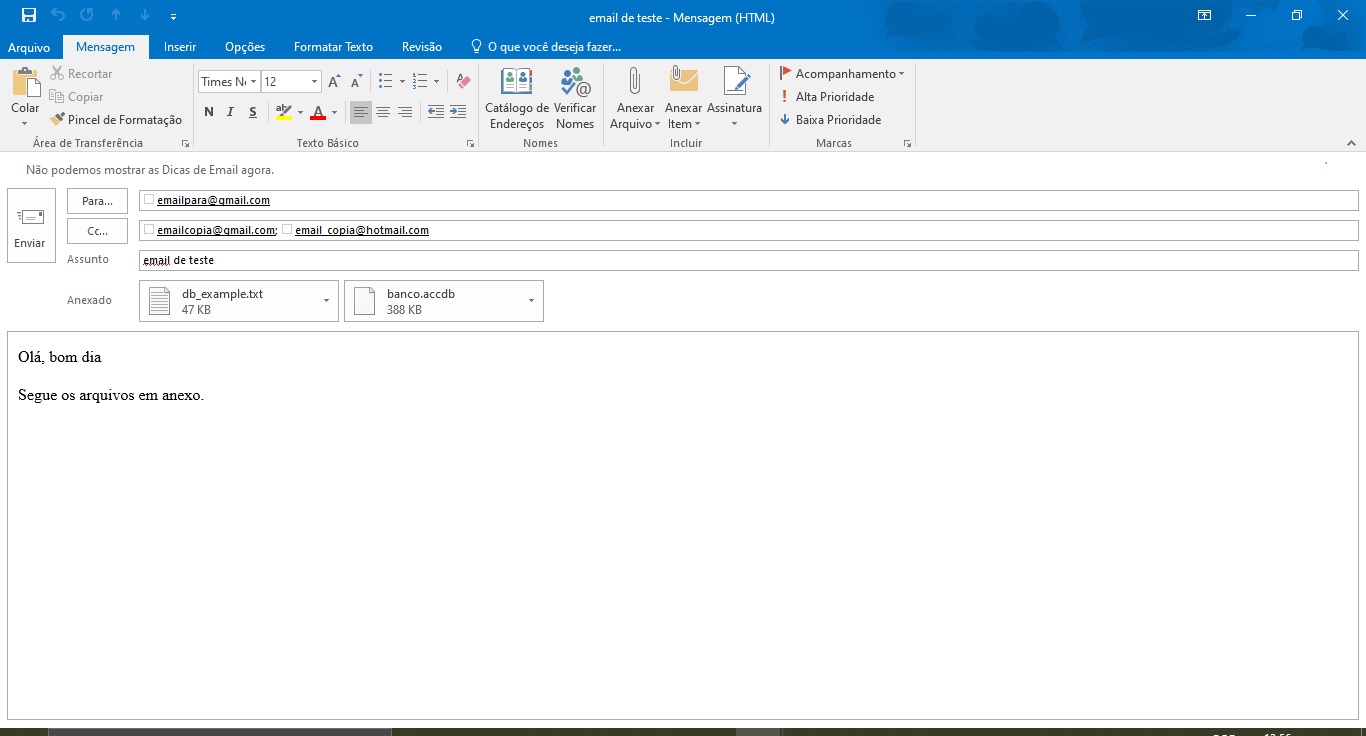 email de teste - Mensagem (HTML)
Arquivo Mensagem Inserir Opções Formatar Texto Revisão O que você deseja fazer...
Colar
Recortar
Copiar
Pincel de Formatação
Área de Transferência
Times Ne 12
N I S ab A
Texto Básico
Catálogo de Endereços
Verificar Nomes
Nomes
Anexar Arquivo
Anexar Item
Assinatura
Incluir
Acompanhamento
Alta Prioridade
Baixa Prioridade
Marcas
Não podemos mostrar as Dicas de Email agora.
Enviar
Para... emailpara@gmail.com
Cc... emailcopia@gmail.com; email_copia@hotmail.com
Assunto email de teste
Anexado
db_example.txt
47 KB
banco.accdb
388 KB
Olá, bom dia
Segue os arquivos em anexo.